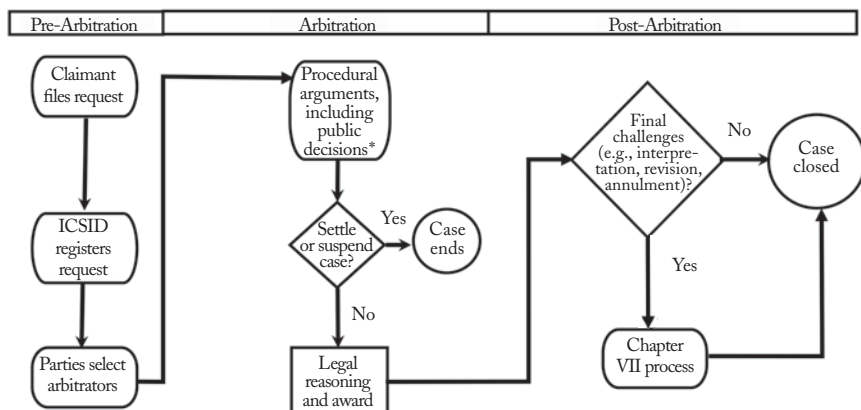 Pre-Arbitration
Arbitration
Post-Arbitration
Claimant
files request
ICSID
registers
request
Parties select
arbitrators
Procedural
arguments,
including
public
decisions*
Settle
or suspend
case?
Yes
Case
ends
No
Legal
reasoning
and award
Final
challenges
(e.g., interpre-
tation, revision,
annulment)?
No
Case
closed
Yes
Chapter
VII process